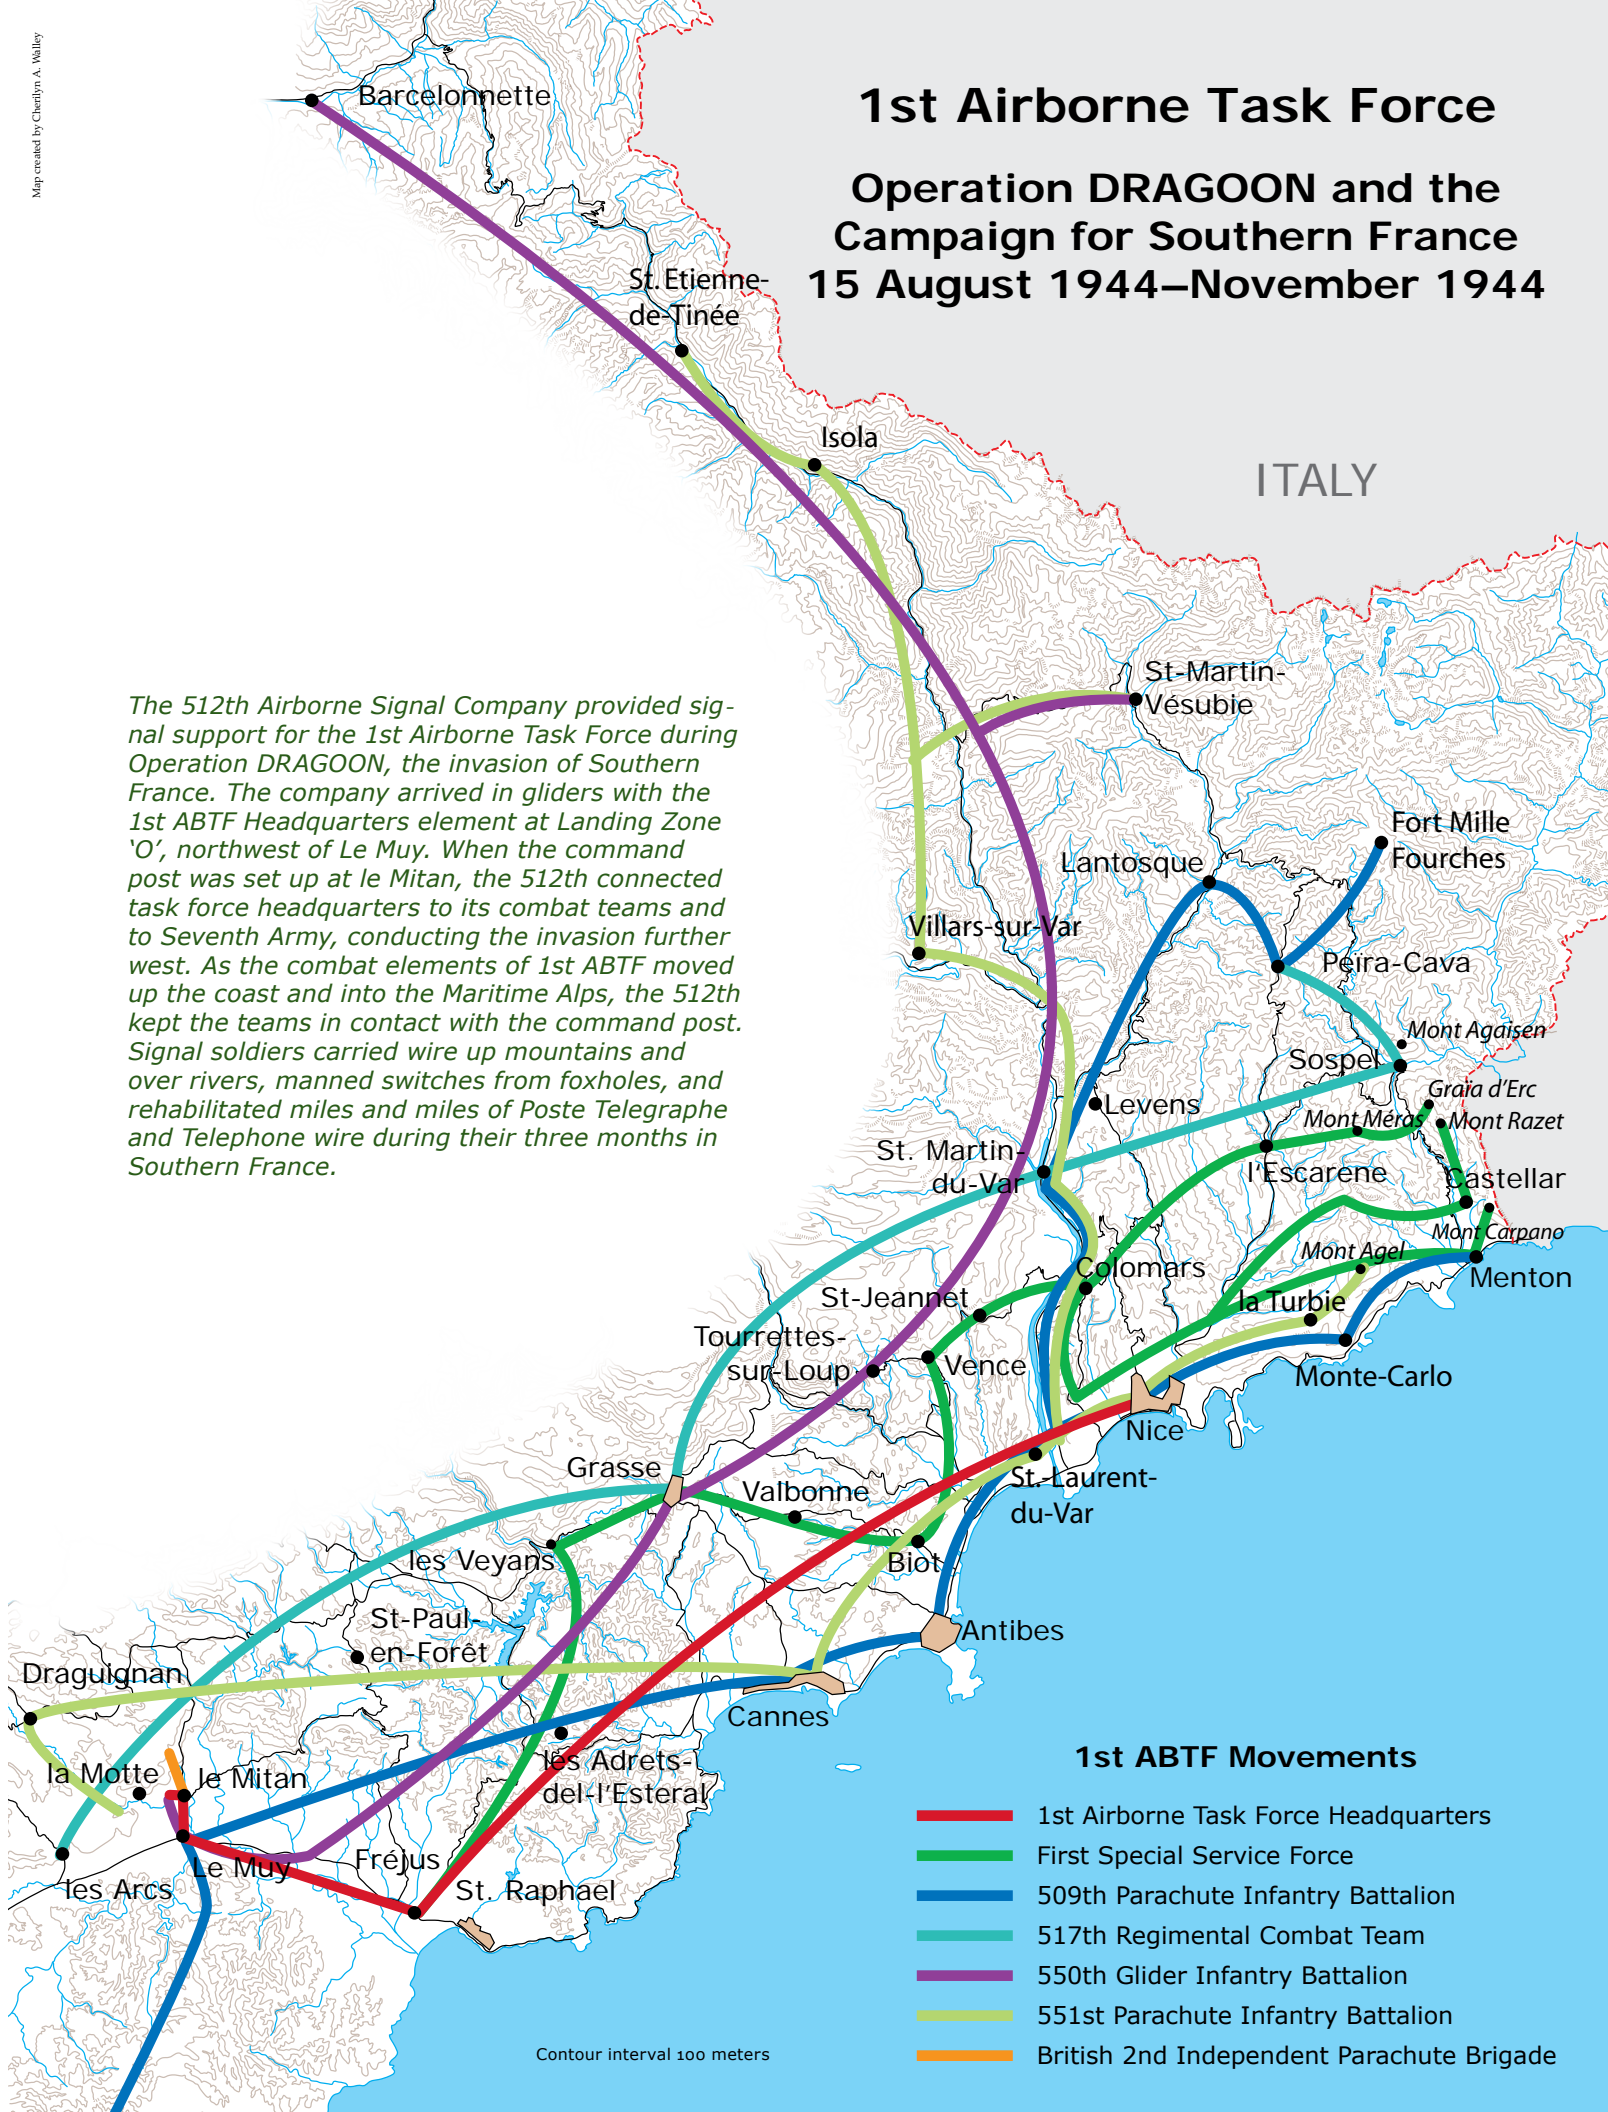 Map created by Cherilyn A. Walley
1st Airborne Task Force
Operation DRAGOON and the
Campaign for Southern France
15 August 1944–November 1944
Barcelonnette
St. Etienne-
de-Tinée
Isola
ITALY
St-Martin-
Vésubie
The 512th Airborne Signal Company provided sig-
nal support for the 1st Airborne Task Force during
Operation DRAGOON, the invasion of Southern
France. The company arrived in gliders with the
1st ABTF Headquarters element at Landing Zone
‘O’, northwest of Le Muy. When the command
post was set up at le Mitan, the 512th connected
task force headquarters to its combat teams and
to Seventh Army, conducting the invasion further
west. As the combat elements of 1st ABTF moved
up the coast and into the Maritime Alps, the 512th
kept the teams in contact with the command post.
Signal soldiers carried wire up mountains and
over rivers, manned switches from foxholes, and
rehabilitated miles and miles of Poste Telegraphe
and Telephone wire during their three months in
Southern France.
Fort Mille
Fourches
Lantosque
Villars-sur-Var
Peïra-Cava
Mont Agaisen
Sospel
Graïa d’Erc
Levens
Mont Méras
Mont Razet
St. Martin-
du-Var
l’Escarene
Castellar
Mont Carpano
Mont Agel
Colomars
Menton
St-Jeannet
la Turbie
Tourrettes-
sur-Loup
Vence
Monte-Carlo
Nice
Grasse
St.-Laurent-
du-Var
Valbonne
les Veyans
Biot
St-Paul-
en-Forêt
Antibes
Draguignan
Cannes
les Adrets-
del-l’Esteral
la Motte
le Mitan
Le Muy
Fréjus
les Arcs
St. Raphael
1st ABTF Movements
1st Airborne Task Force Headquarters
First Special Service Force
509th Parachute Infantry Battalion
517th Regimental Combat Team
550th Glider Infantry Battalion
551st Parachute Infantry Battalion
British 2nd Independent Parachute Brigade
Contour interval 100 meters